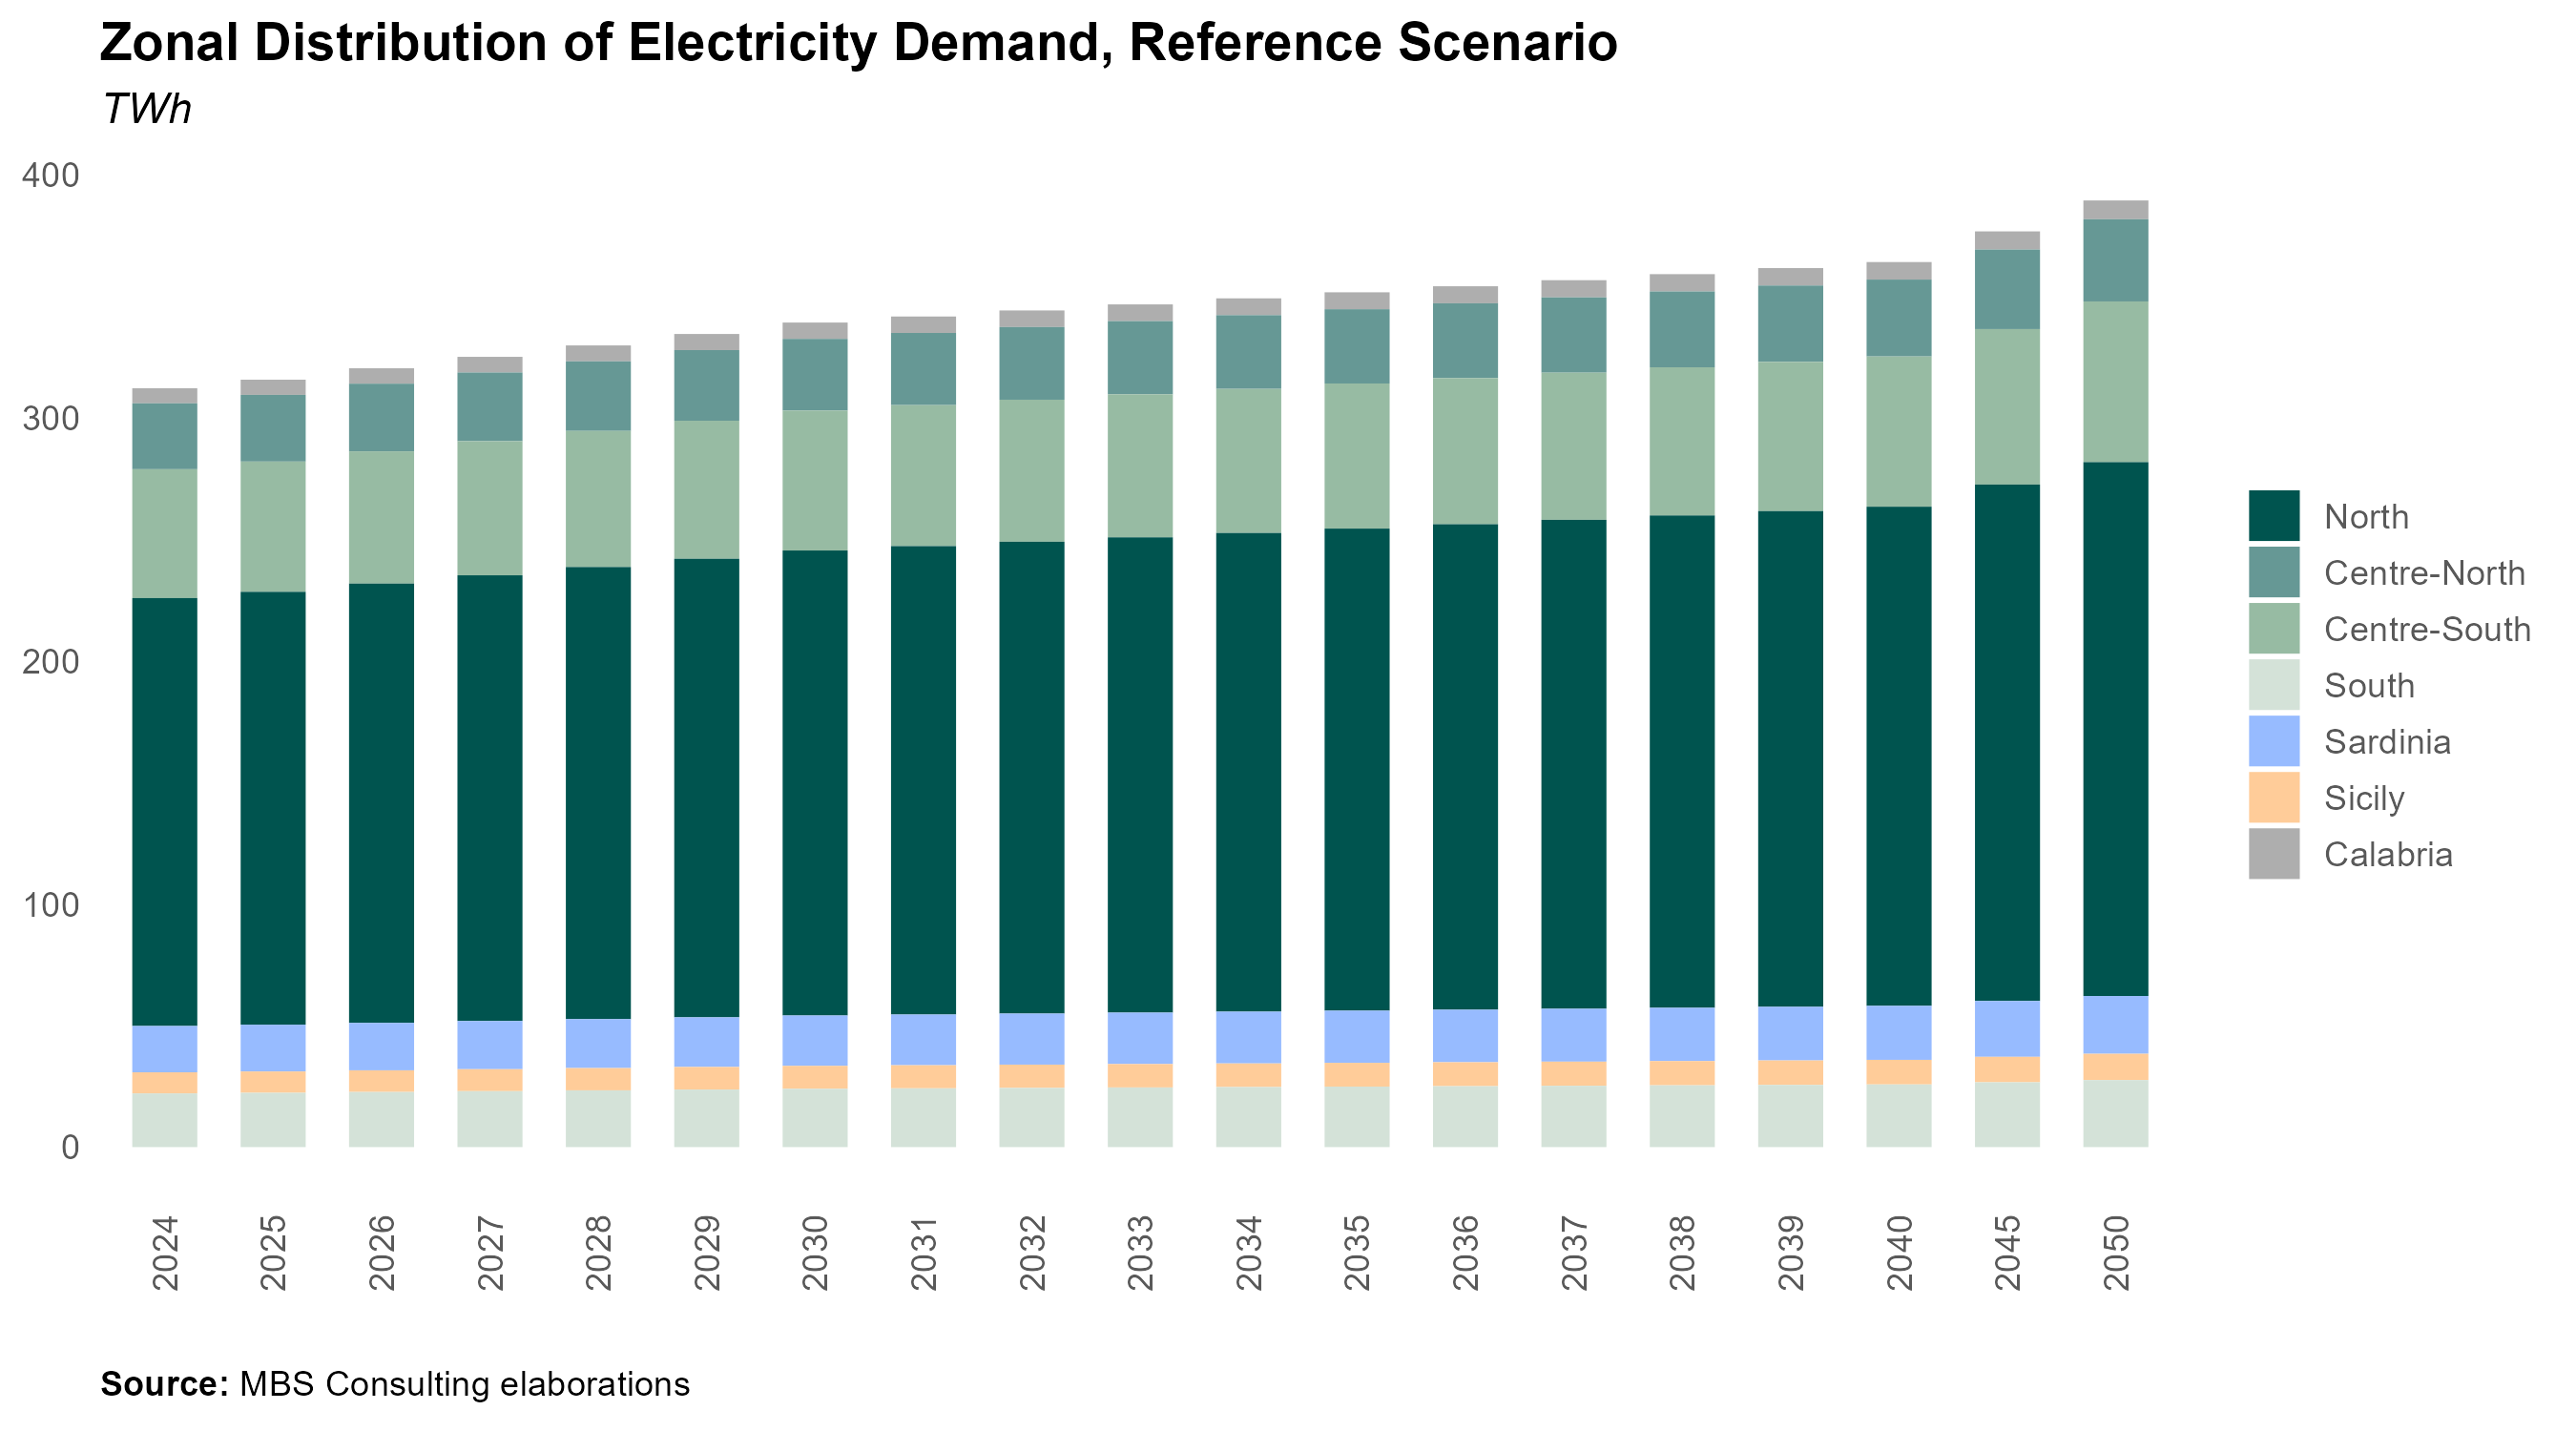 Zonal Distribution of Electricity Demand, Reference Scenario
TWh
400
300
200
100
0
2024
2025
2026
2027
2028
2029
2030
2031
2032
2033
2034
2035
2036
2037
2038
2039
2040
2045
2050
North
Centre-North
Centre-South
South
Sardinia
Sicily
Calabria
Source: MBS Consulting elaborations